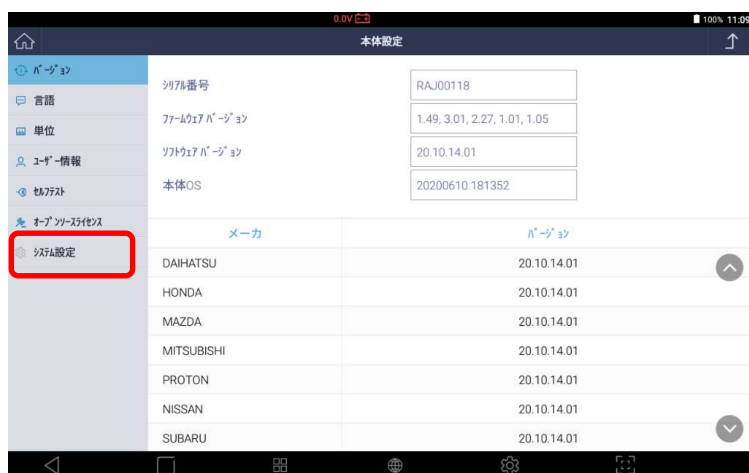 0.0V
100% 11:09
本体設定
ﾊﾞｰｼﾞｮﾝ
言語
単位
ﾕｰｻﾞｰ情報
ｾﾙﾌﾃｽﾄ
ｵｰﾌﾟﾝｿｰｽﾗｲｾﾝｽ
ｼｽﾃﾑ設定
ｼﾘｱﾙ番号 RAJ00118
ﾌｧｰﾑｳｪｱ ﾊﾞｰｼﾞｮﾝ 1.49, 3.01, 2.27, 1.01, 1.05
ｿﾌﾄｳｪｱ ﾊﾞｰｼﾞｮﾝ 20.10.14.01
本体OS 20200610.181352
メーカ ﾊﾞｰｼﾞｮﾝ
DAIHATSU 20.10.14.01
HONDA 20.10.14.01
MAZDA 20.10.14.01
MITSUBISHI 20.10.14.01
PROTON 20.10.14.01
NISSAN 20.10.14.01
SUBARU 20.10.14.01